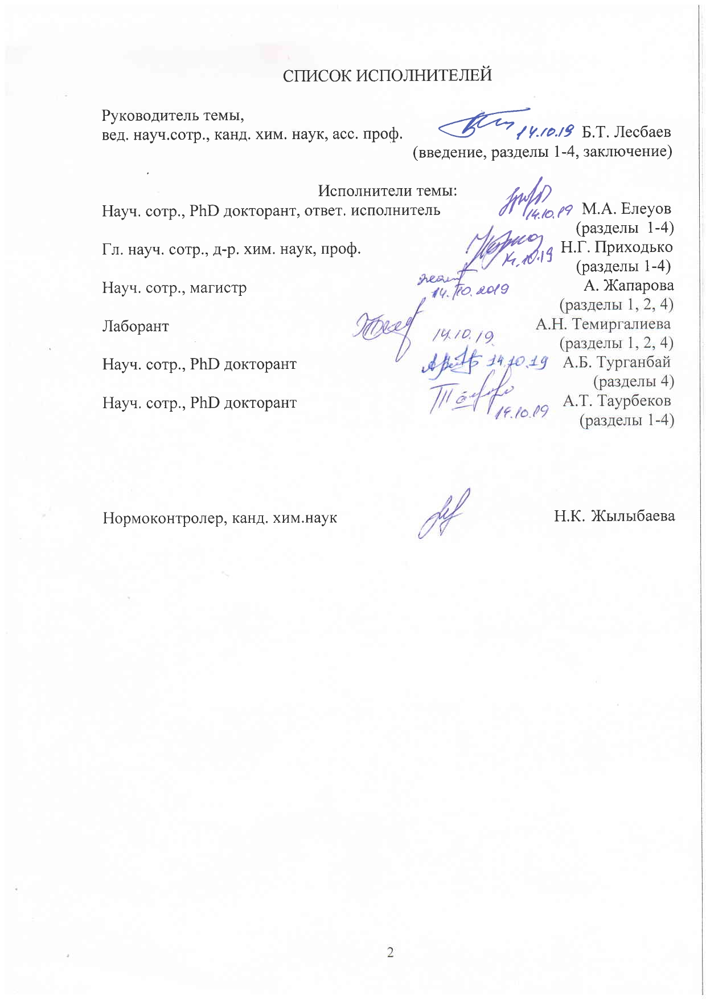 СПИСОК ИСПОЛНИТЕЛЕЙ
Руководитель темы,
вед. науч.сотр., канд. хим. наук, асс. проф. 14.10.19 Б.Т. Лесбаев
(введение, разделы 1-4, заключение)
Исполнители темы:
Науч. сотр., PhD докторант, ответ. исполнитель 14.10.19 М.А. Елеуов
(разделы 1-4)
Гл. науч. сотр., д-р. хим. наук, проф. 14.10.19 Н.Г. Приходько
(разделы 1-4)
Науч. сотр., магистр 14.10.2019 А. Жапарова
(разделы 1, 2, 4)
Лаборант 14.10.19 А.Н. Темиргалиева
(разделы 1, 2, 4)
Науч. сотр., PhD докторант 14.10.19 А.Б. Турганбай
(разделы 4)
Науч. сотр., PhD докторант 14.10.19 А.Т. Таурбеков
(разделы 1-4)
Нормоконтролер, канд. хим.наук Н.К. Жылыбаева
2